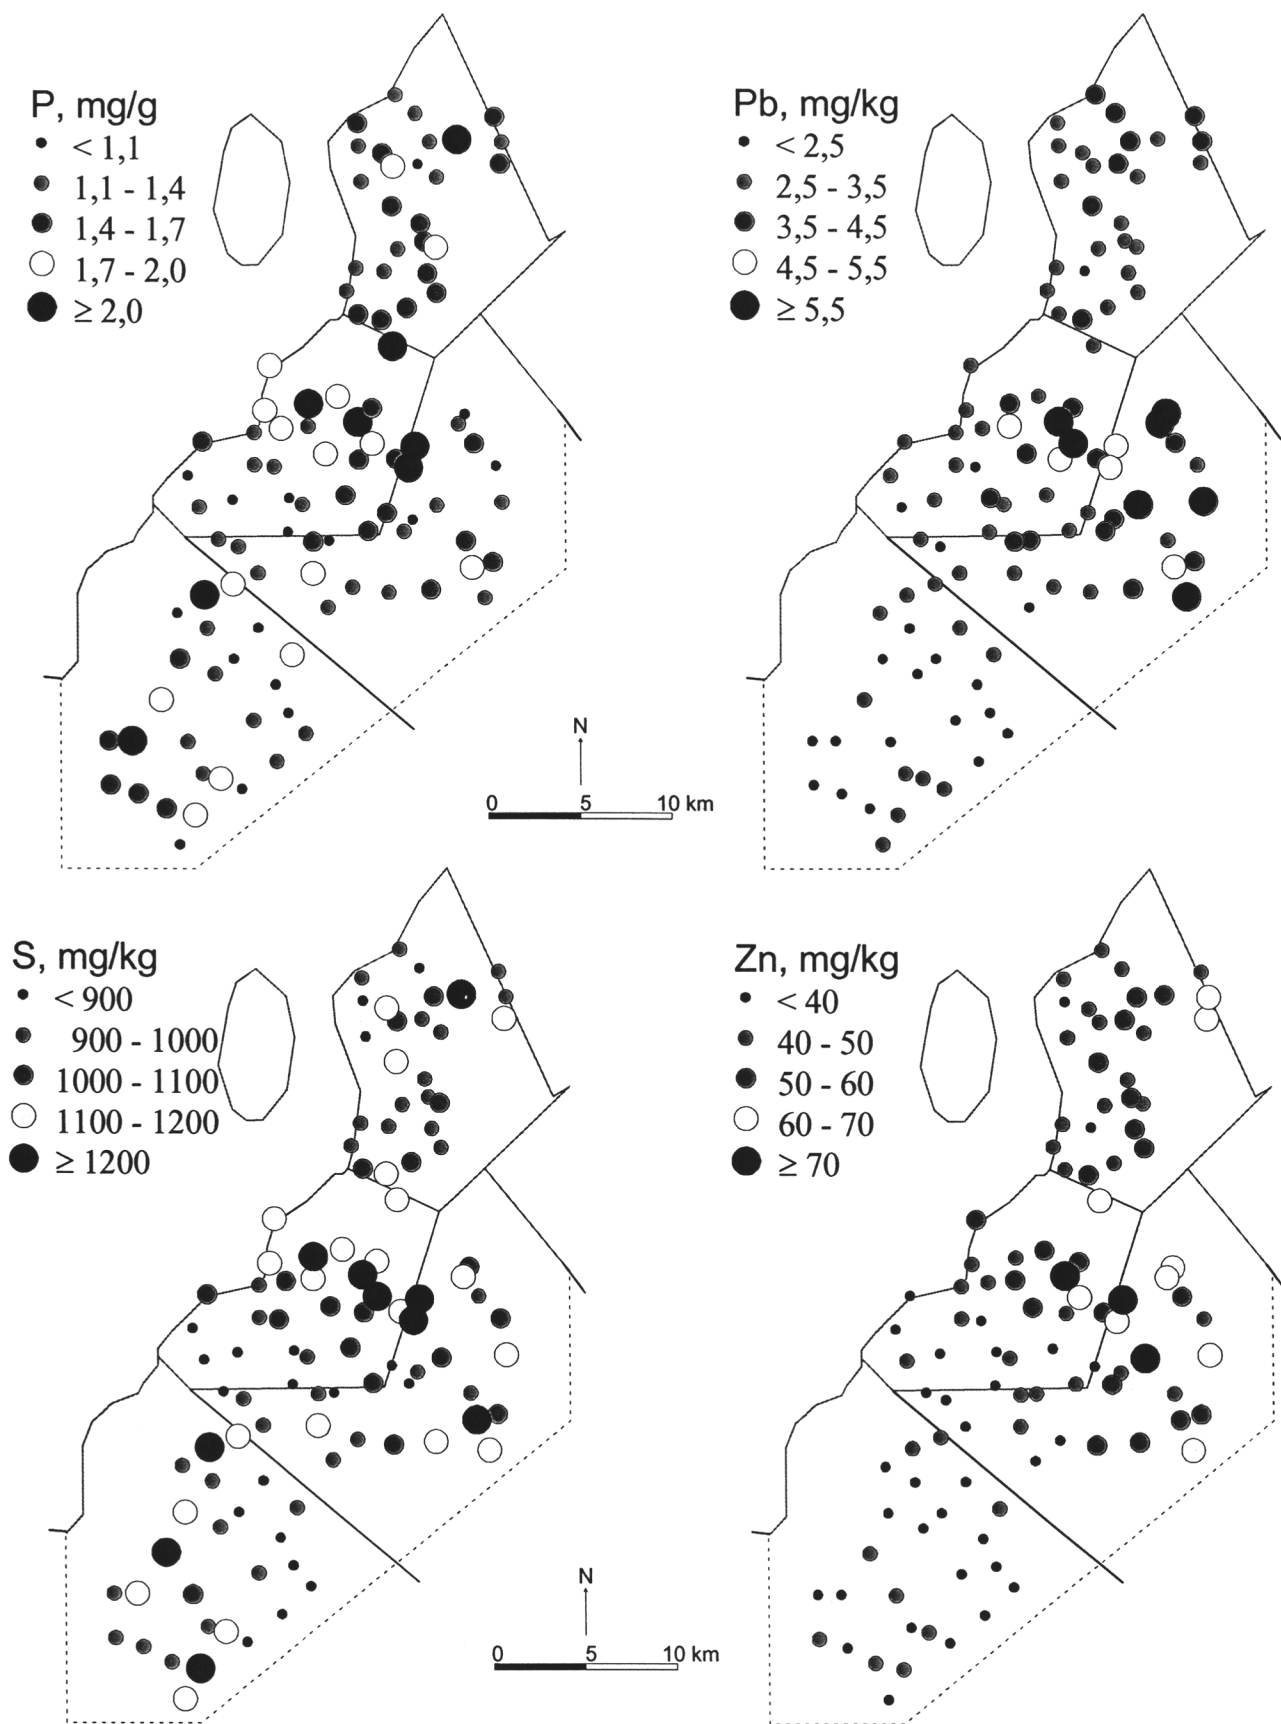 P, mg/g
< 1,1
1,1 - 1,4
1,4 - 1,7
1,7 - 2,0
≥ 2,0
Pb, mg/kg
< 2,5
2,5 - 3,5
3,5 - 4,5
4,5 - 5,5
≥ 5,5
N
0 5 10 km
S, mg/kg
< 900
900 - 1000
1000 - 1100
1100 - 1200
≥ 1200
Zn, mg/kg
< 40
40 - 50
50 - 60
60 - 70
≥ 70
N
0 5 10 km